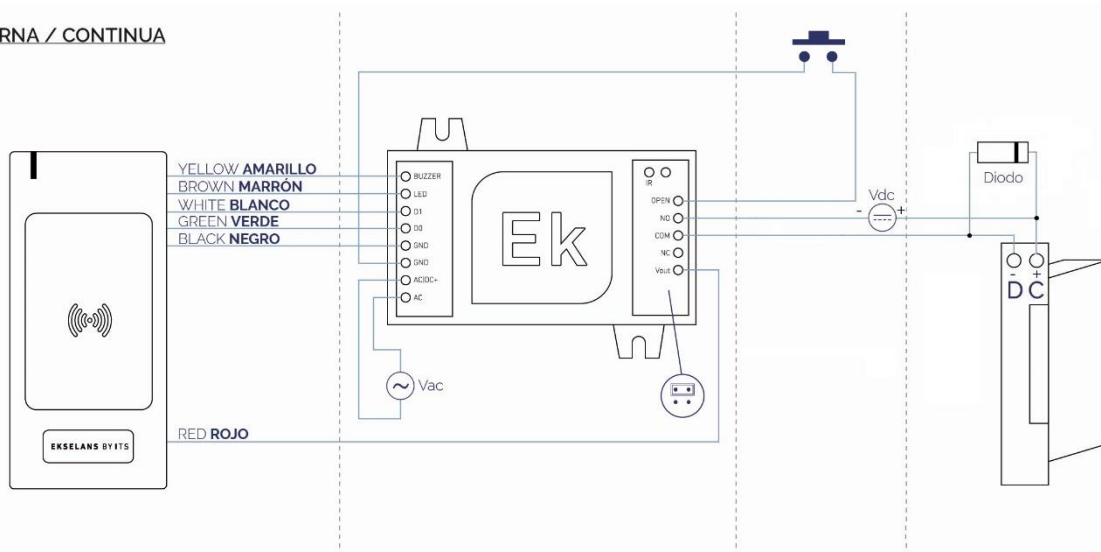 RNA / CONTINUA
YELLOW AMARILLO
BROWN MARRÓN
WHITE BLANCO
GREEN VERDE
BLACK NEGRO
RED ROJO
EKSELANS BY ITS
BUZZER
LED
D1
D0
GND
GND
AC|DC+
AC
Vac
Ek
IR
OPEN
NO
COM
NC
Vout
Vdc
- +
Diodo
- +
D C